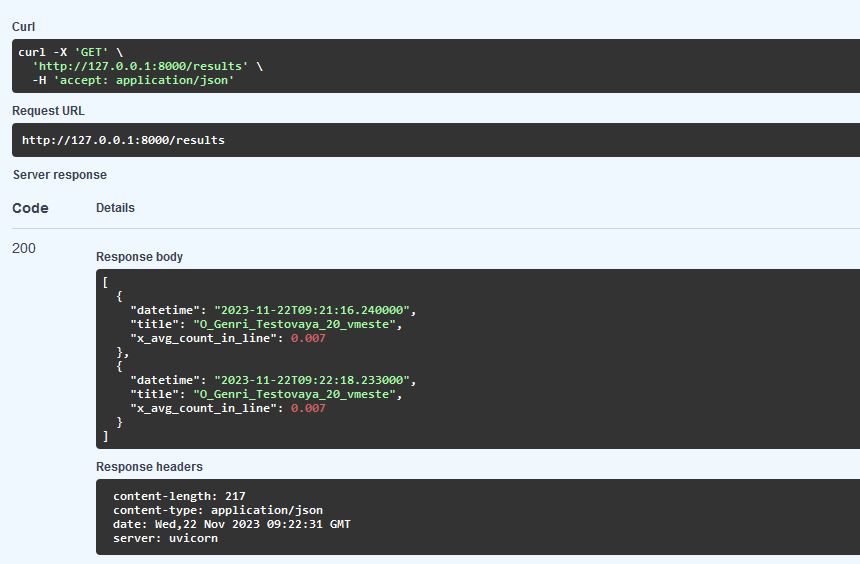 Curl
curl -X 'GET' \
  'http://127.0.0.1:8000/results' \
  -H 'accept: application/json'
Request URL
http://127.0.0.1:8000/results
Server response
Code Details
200
Response body
[
  {
    "datetime": "2023-11-22T09:21:16.240000",
    "title": "O_Genri_Testovaya_20_vmeste",
    "x_avg_count_in_line": 0.007
  },
  {
    "datetime": "2023-11-22T09:22:18.233000",
    "title": "O_Genri_Testovaya_20_vmeste",
    "x_avg_count_in_line": 0.007
  }
]
Response headers
content-length: 217
content-type: application/json
date: Wed,22 Nov 2023 09:22:31 GMT
server: uvicorn